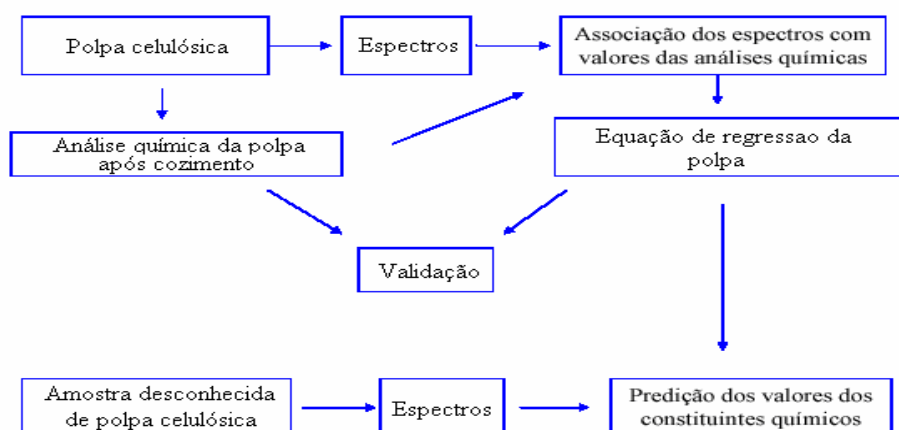 Polpa celulósica
Espectros
Associação dos espectros com
valores das análises químicas
Análise química da polpa
após cozimento
Equação de regressao da
polpa
Validação
Amostra desconhecida
de polpa celulósica
Espectros
Predição dos valores dos
constituintes químicos